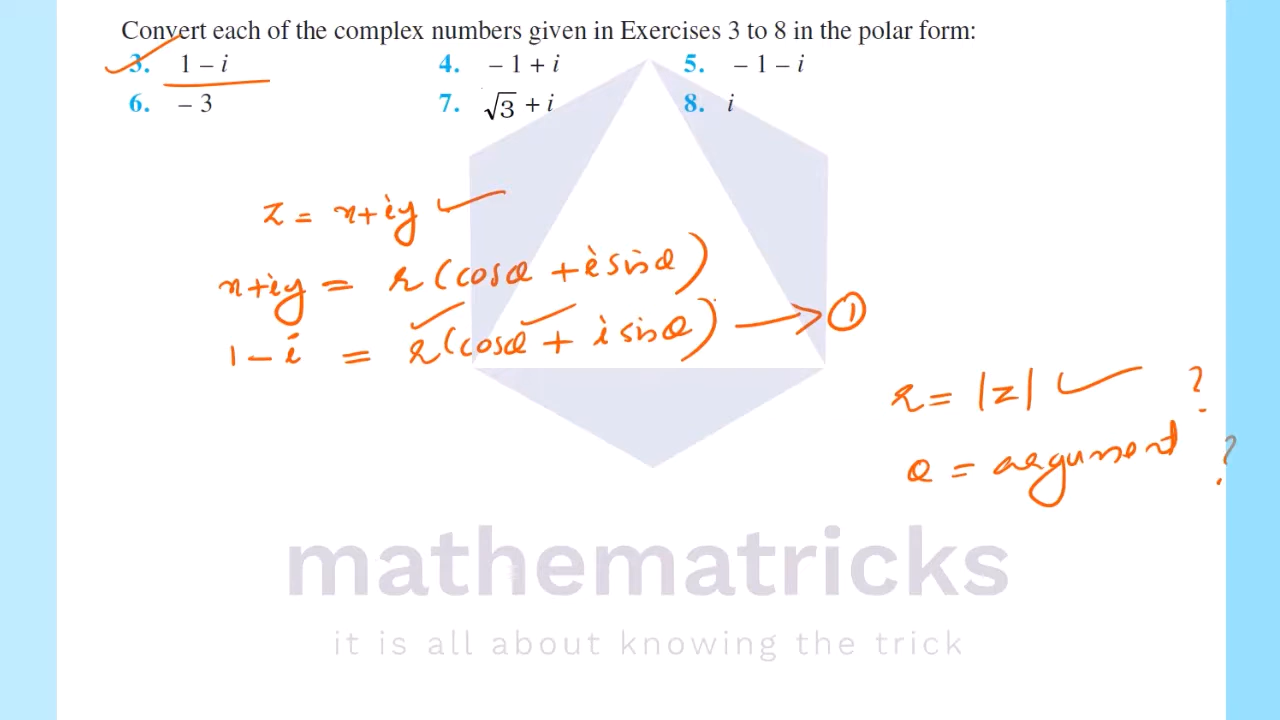 Convert each of the complex numbers given in Exercises 3 to 8 in the polar form:
3. 1 – i 4. – 1 + i 5. – 1 – i
6. – 3 7. √3 + i 8. i
z = x+iy
x+iy = r(cosθ + i sinθ)
1 – i = r(cosθ + i sinθ) → ①
r = |z| ?
θ = argument ?
mathematricks
it is all about knowing the trick